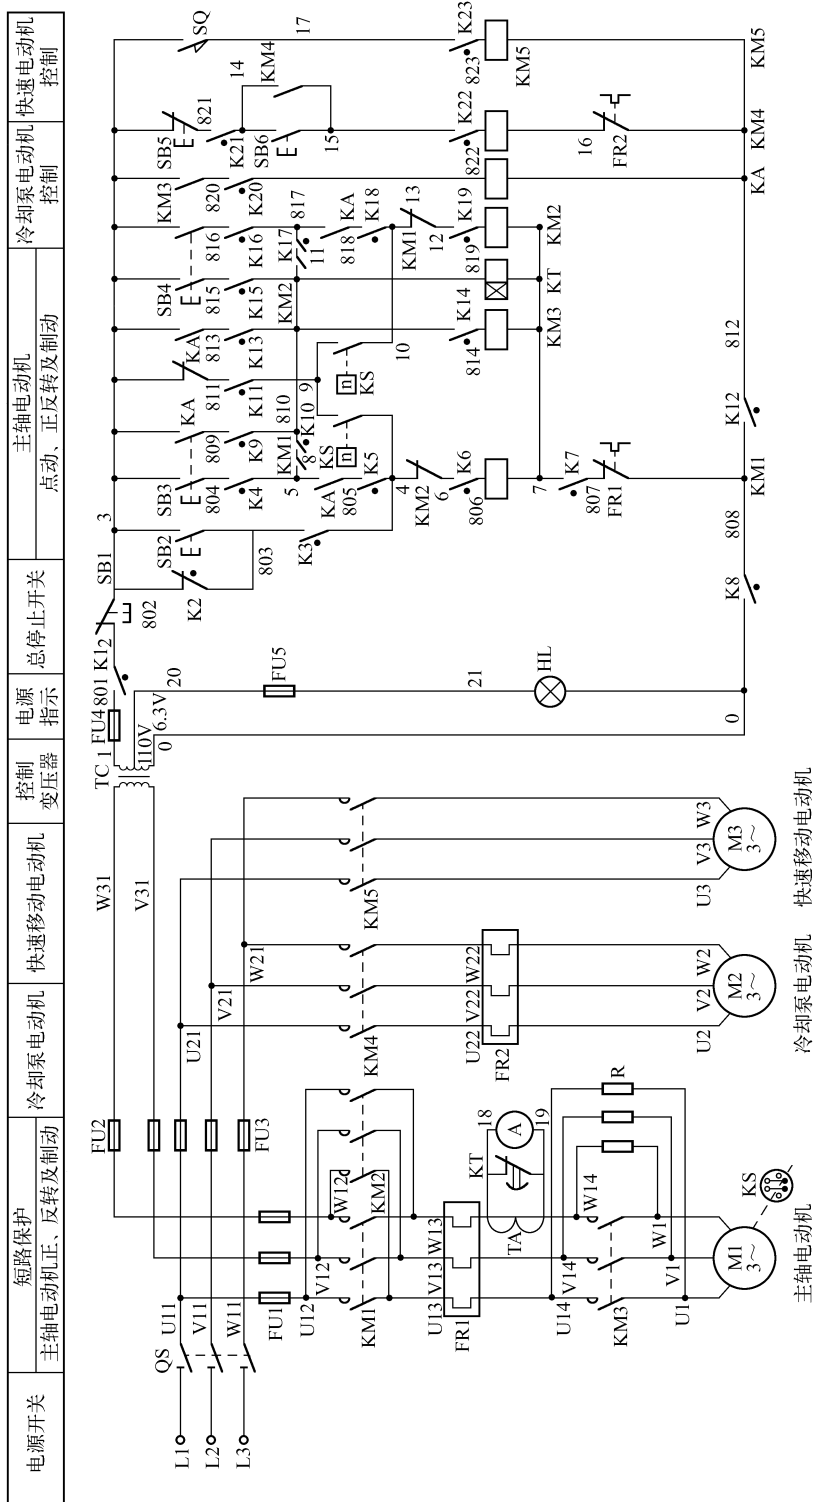 电源开关
短路保护
主轴电动机正、反转及制动
冷却泵电动机
快速移动电动机
控制
变压器
电源
指示
总停止开关
主轴电动机
点动、正反转及制动
冷却泵电动机
控制
快速电动机
控制
L1
L2
L3
QS
U11
V11
W11
FU1
FU2
FU3
U12
V12
W12
KM1
KM2
U13
V13
W13
FR1
TA
KT
A
18
19
U14
V14
W14
KM3
R
U1
V1
W1
M1
3~
KS
主轴电动机
U21
V21
W21
KM4
U22
V22
W22
FR2
U2
V2
W2
M2
3~
冷却泵电动机
KM5
U3
V3
W3
M3
3~
快速移动电动机
W31
V31
TC
1
110V
6.3V
0
FU4
801
K1
2
20
FU5
21
HL
0
SB1
802
3
K2
SB2
803
K3
K8
808
SB3
804
K4
5
KA
805
K5
4
KM2
6
K6
806
7
K7
807
FR1
KM1
KA
809
K9
810
KM1
K10
8
KS
n
9
KA
811
K11
KS
n
10
K12
812
813
K13
K14
814
KM3
SB4
815
K15
KM2
KT
816
K16
K17
11
817
KA
818
K18
KM1
13
12
K19
819
KM2
KM3
820
K20
KA
SB5
821
K21
14
KM4
SB6
15
K22
822
16
FR2
KM4
SQ
17
K23
823
KM5
KM5